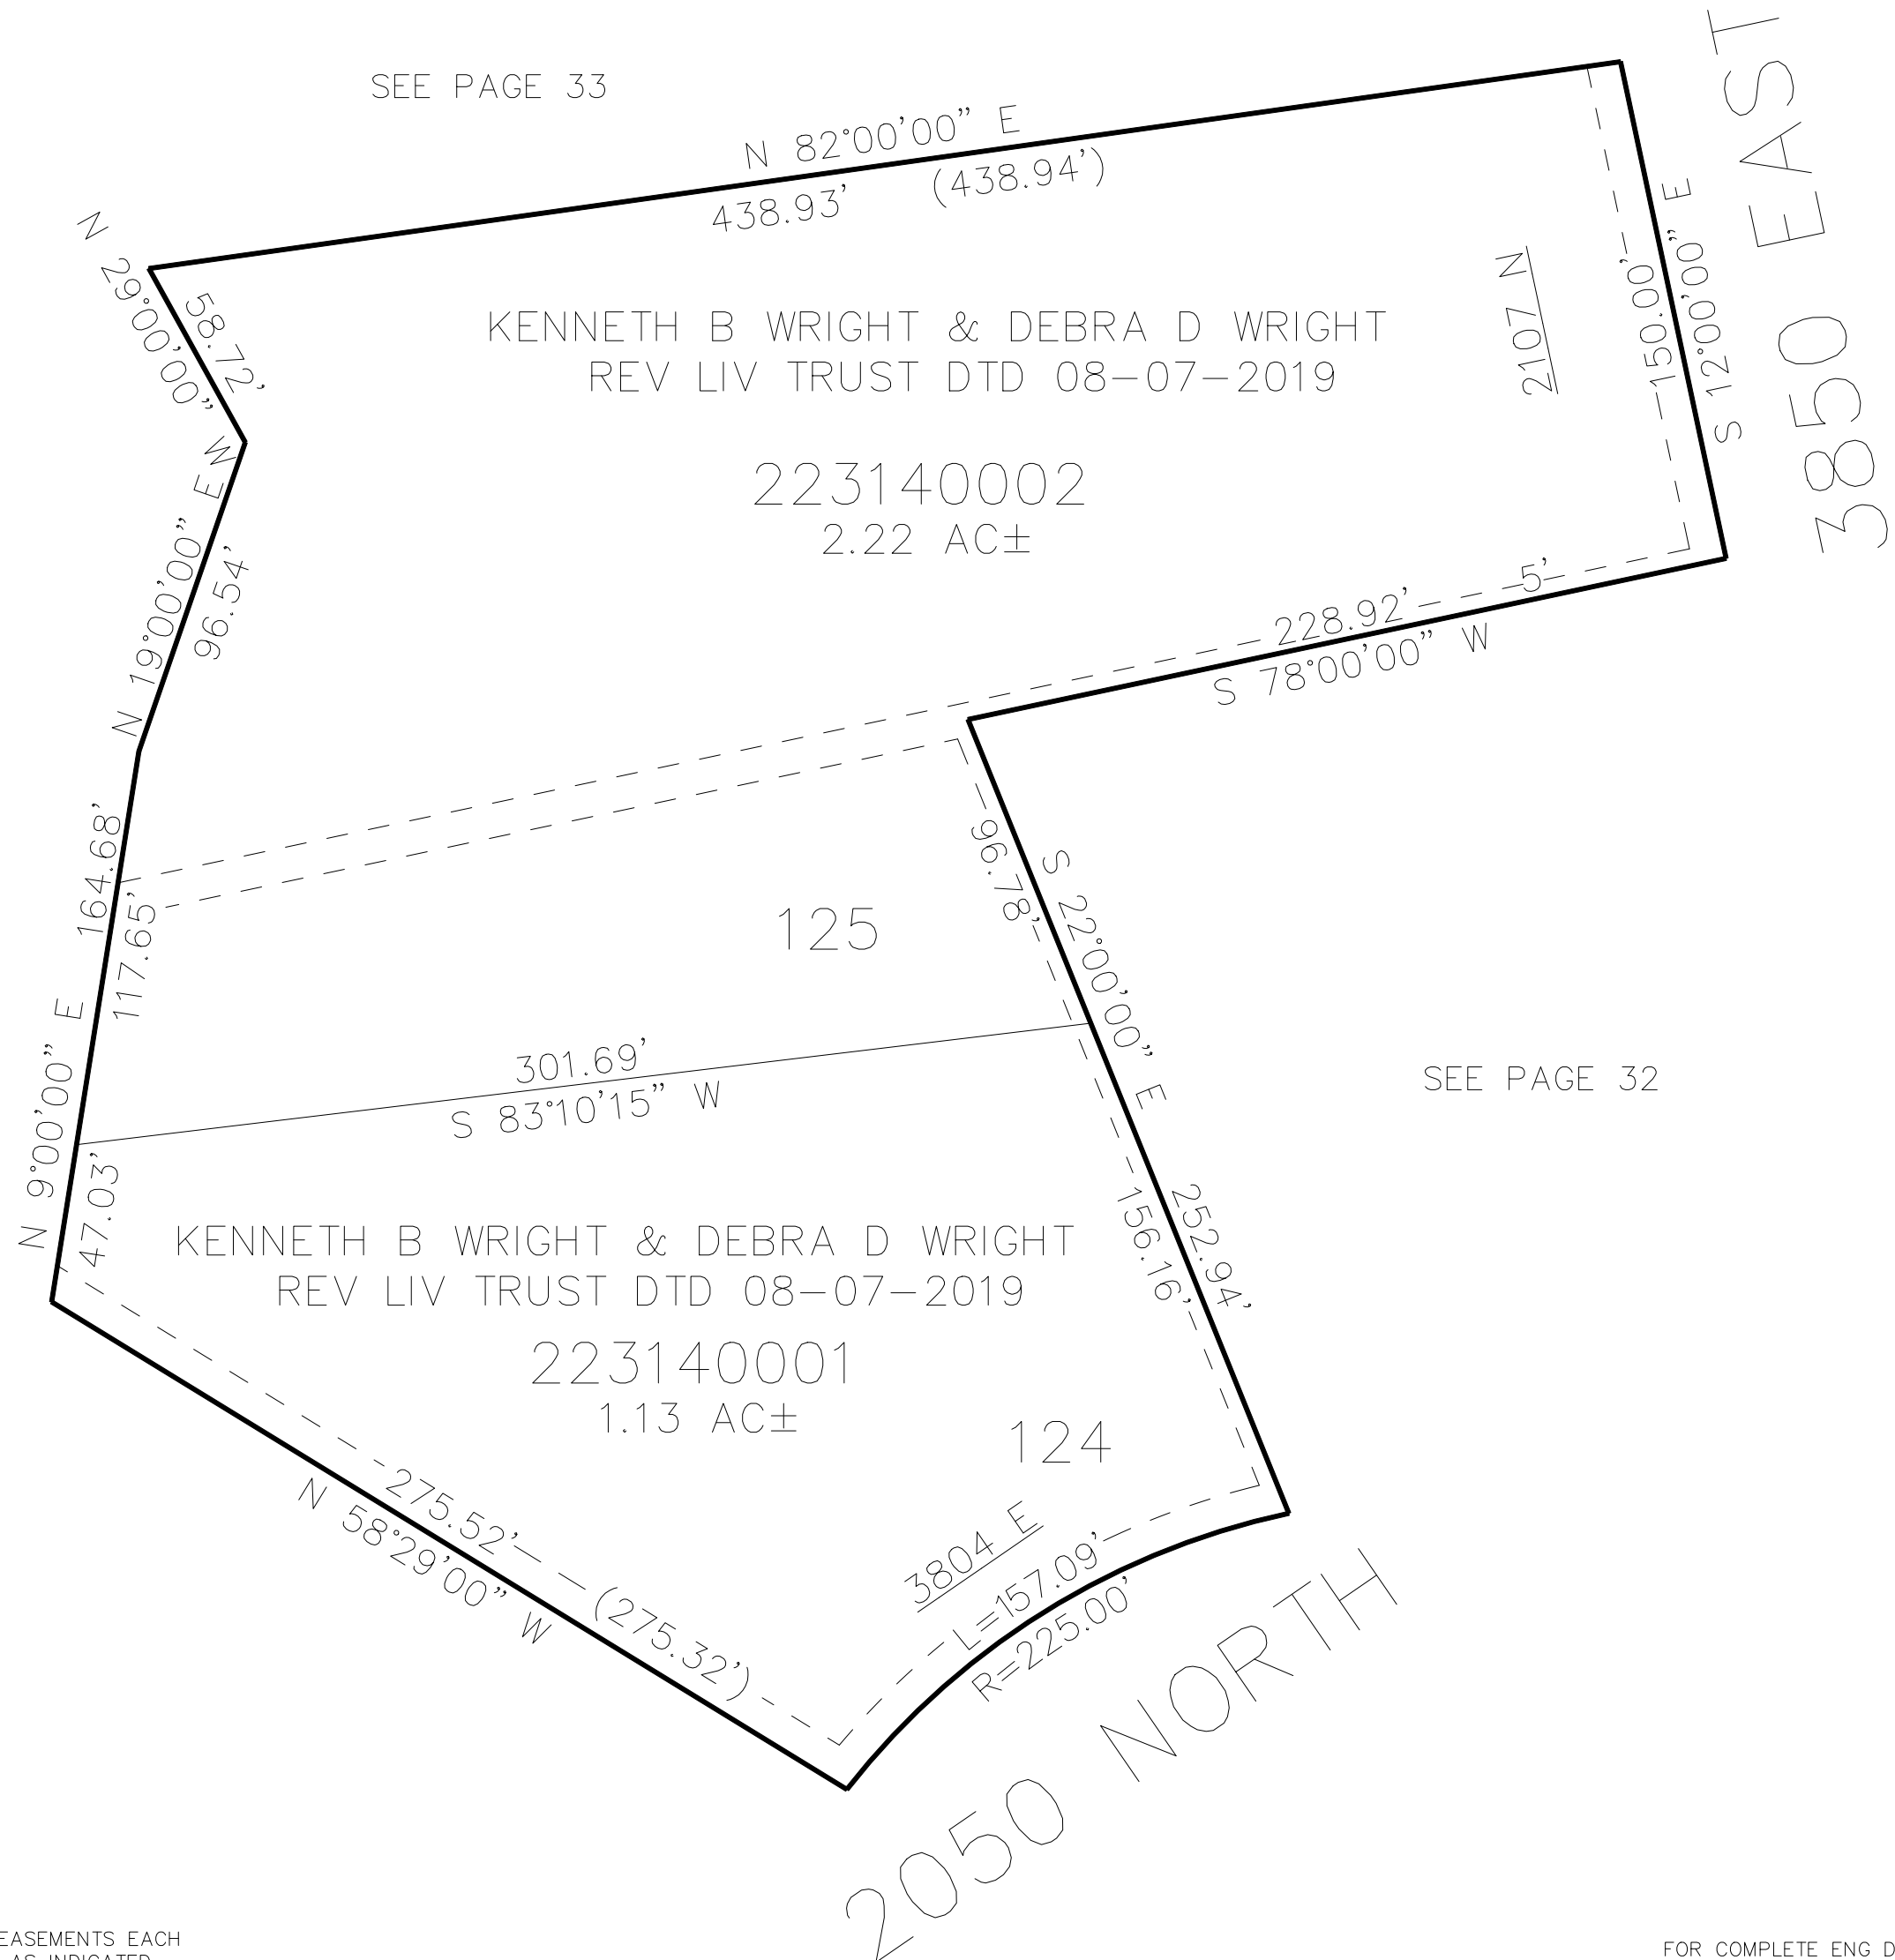 SEE PAGE 33
N 82°00'00" E
438.93' (438.94')
EAST
3850
N 29°00'00" W
58.72'
S 12°00'00" E
150.00'
2107 N
KENNETH B WRIGHT & DEBRA D WRIGHT
REV LIV TRUST DTD 08-07-2019
223140002
2.22 AC±
N 19°00'00" E
96.54'
5'
228.92'
S 78°00'00" W
N 9°00'00" E 164.68'
117.65'
125
96.78'
S 22°00'00" E 252.94'
301.69'
S 83°10'15" W
SEE PAGE 32
47.03'
156.16'
KENNETH B WRIGHT & DEBRA D WRIGHT
REV LIV TRUST DTD 08-07-2019
223140001
1.13 AC±
124
275.52' (275.32')
N 58°29'00" W
3804 E
L=157.09'
R=225.00'
2050 NORTH
EASEMENTS EACH
AS INDICATED
FOR COMPLETE ENG D